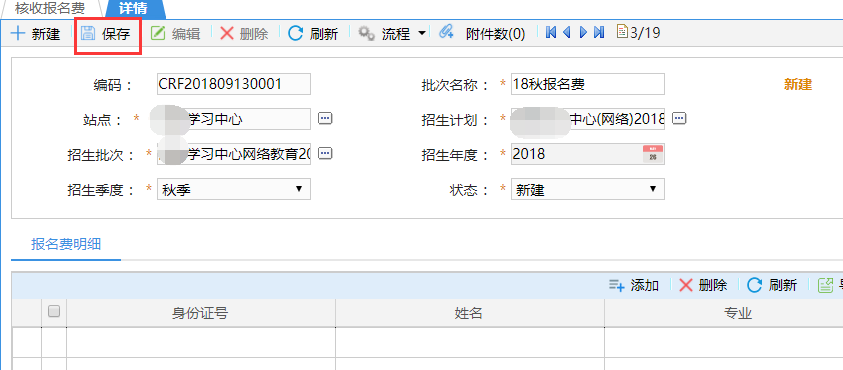 核收报名费 详情
新建 保存 编辑 删除 刷新 流程 附件数(0) 3/19
编码： CRF201809130001 批次名称： * 18秋报名费 新建
站点： * 学习中心 招生计划： * 中心(网络)2018
招生批次： * 学习中心网络教育20 招生年度： * 2018
招生季度： * 秋季 状态： * 新建
报名费明细
添加 删除 刷新
身份证号 姓名 专业